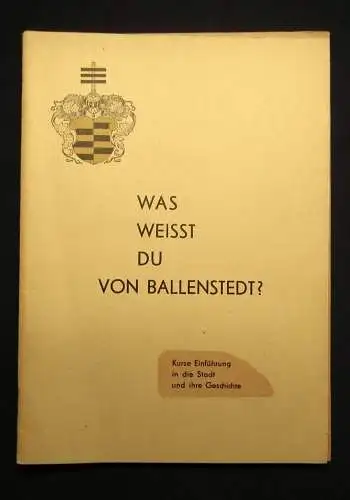 WAS
WEISST
DU
VON BALLENSTEDT?
Kurze Einführung
in die Stadt
und ihre Geschichte